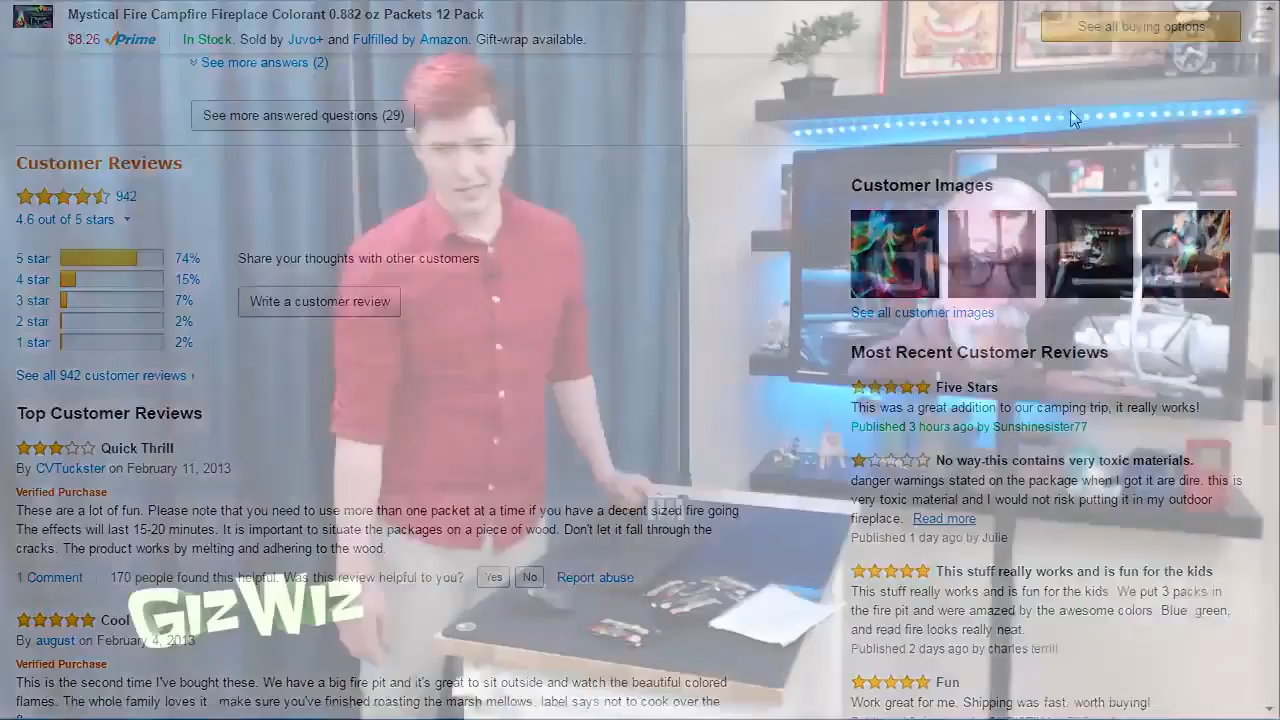 Mystical Fire Campfire Fireplace Colorant 0.882 oz Packets 12 Pack
$8.26 Prime In Stock. Sold by Juvo+ and Fulfilled by Amazon. Gift-wrap available.
See all buying options
See more answers (2)
See more answered questions (29)
Customer Reviews
942
4.6 out of 5 stars
5 star 74%
4 star 15%
3 star 7%
2 star 2%
1 star 2%
Share your thoughts with other customers
Write a customer review
See all 942 customer reviews ›
Top Customer Reviews
Quick Thrill
By CVTuckster on February 11, 2013
Verified Purchase
These are a lot of fun. Please note that you need to use more than one packet at a time if you have a decent sized fire going
The effects will last 15-20 minutes. It is important to situate the packages on a piece of wood. Don't let it fall through the
cracks. The product works by melting and adhering to the wood.
1 Comment 170 people found this helpful. Was this review helpful to you? Yes No Report abuse
Cool
By august on February 4, 2013
Verified Purchase
This is the second time I've bought these. We have a big fire pit and it's great to sit outside and watch the beautiful colored
flames. The whole family loves it make sure you've finished roasting the marsh mellows, label says not to cook over the
GizWiz
Customer Images
See all customer images
Most Recent Customer Reviews
Five Stars
This was a great addition to our camping trip, it really works!
Published 3 hours ago by Sunshinesister77
No way-this contains very toxic materials.
danger warnings stated on the package when I got it are dire. this is
very toxic material and I would not risk putting it in my outdoor
fireplace. Read more
Published 1 day ago by Julie
This stuff really works and is fun for the kids
This stuff really works and is fun for the kids We put 3 packs in
the fire pit and were amazed by the awesome colors Blue green,
and read fire looks really neat.
Published 2 days ago by charles terrill
Fun
Work great for me. Shipping was fast. worth buying!